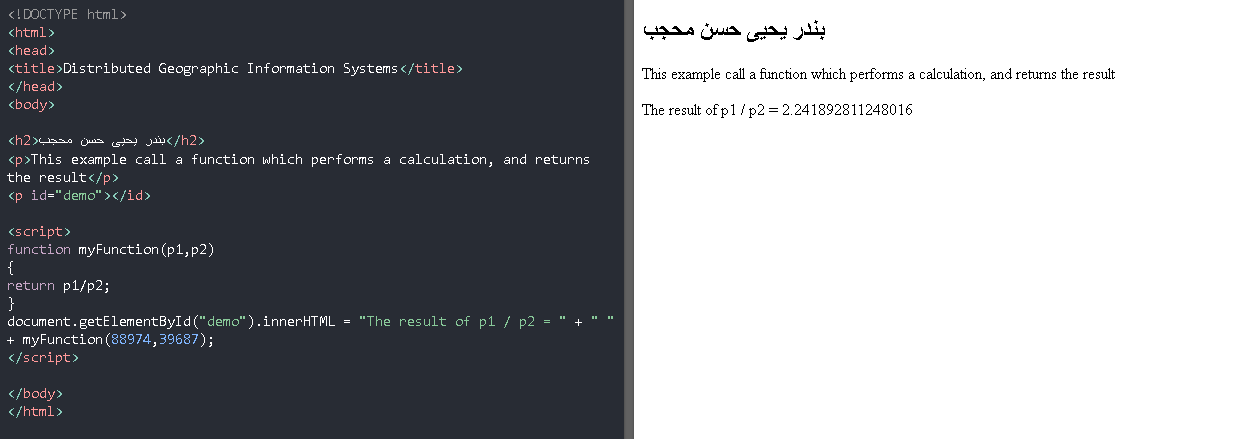 <!DOCTYPE html>
<html>
<head>
<title>Distributed Geographic Information Systems</title>
</head>
<body>
<h2>بندر يحيى حسن محجب</h2>
<p>This example call a function which performs a calculation, and returns
the result</p>
<p id="demo"></id>
<script>
function myFunction(p1,p2)
{
return p1/p2;
}
document.getElementById("demo").innerHTML = "The result of p1 / p2 = " + " "
+ myFunction(88974,39687);
</script>
</body>
</html>
بندر يحيى حسن محجب
This example call a function which performs a calculation, and returns the result
The result of p1 / p2 = 2.241892811248016